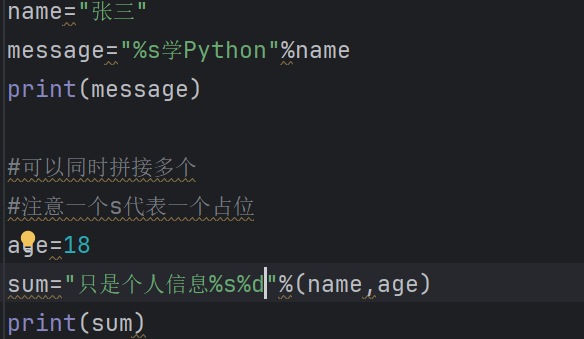 name="张三"
message="%s学Python"%name
print(message)
#可以同时拼接多个
#注意一个s代表一个占位
age=18
sum="只是个人信息%s%d"%(name,age)
print(sum)